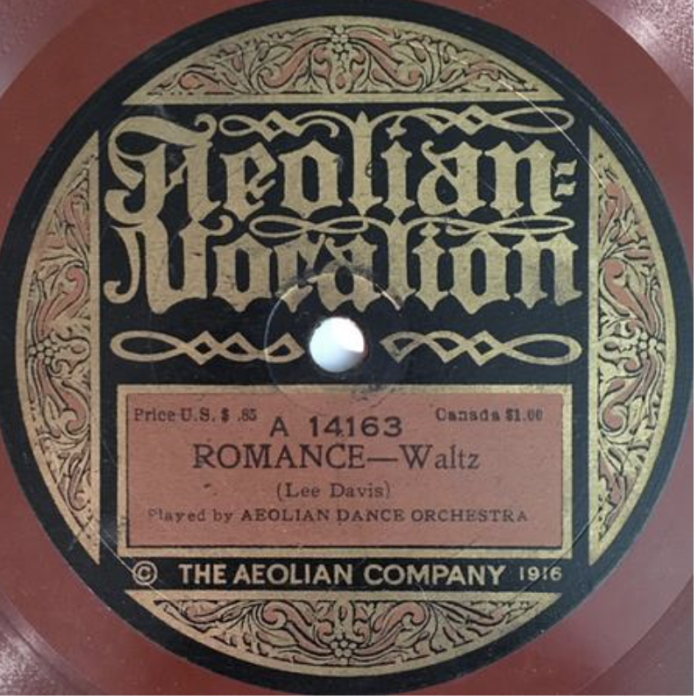 Aeolian=
Vocalion
Price U.S. $ .85
Canada $1.00
A 14163
ROMANCE—Waltz
(Lee Davis)
Played by AEOLIAN DANCE ORCHESTRA
© THE AEOLIAN COMPANY 1916